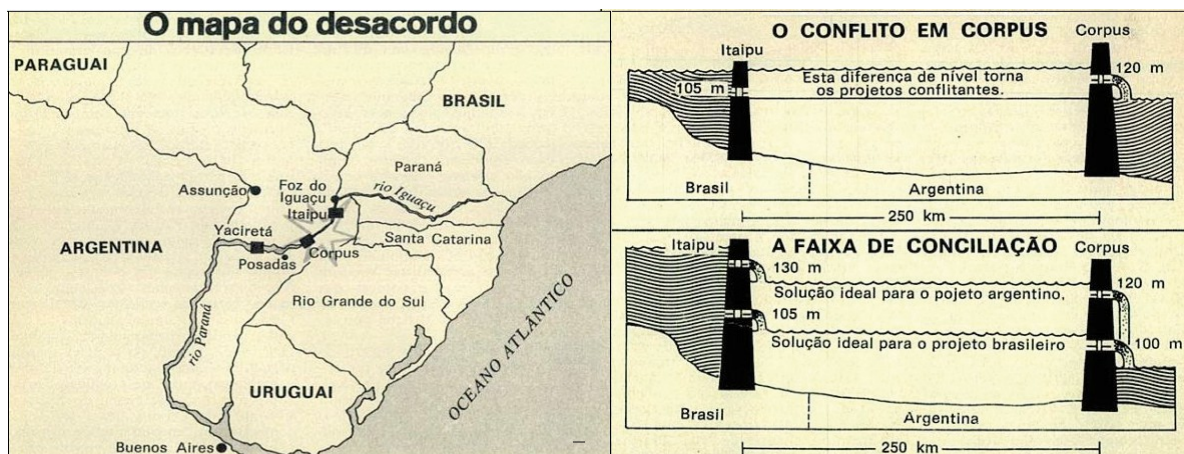 O mapa do desacordo
PARAGUAI
BRASIL
Paraná
Assunção
Foz do
Iguaçu
rio Iguaçu
Itaipu
Yaciretá
ARGENTINA
Santa Catarina
Corpus
Posadas
Rio Grande do Sul
rio Paraná
OCEANO ATLÂNTICO
URUGUAI
Buenos Aires
O CONFLITO EM CORPUS
Itaipu
Corpus
120 m
105 m
Esta diferença de nível torna
os projetos conflitantes.
Brasil
Argentina
250 km
A FAIXA DE CONCILIAÇÃO
Itaipu
Corpus
130 m
120 m
Solução ideal para o pojeto argentino.
105 m
Solução ideal para o projeto brasileiro
100 m
Brasil
Argentina
250 km